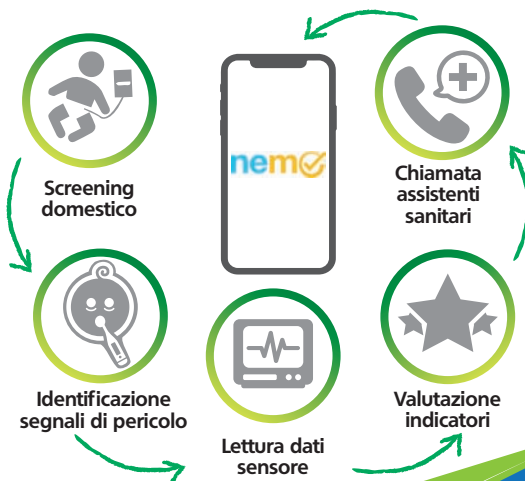 nemo
Screening
domestico
Chiamata
assistenti
sanitari
Identificazione
segnali di pericolo
Lettura dati
sensore
Valutazione
indicatori